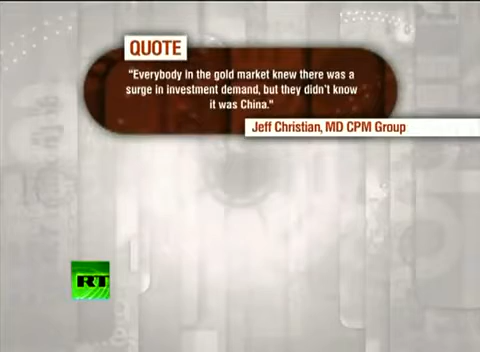 QUOTE
"Everybody in the gold market knew there was a
surge in investment demand, but they didn't know
it was China."
Jeff Christian, MD CPM Group
RT